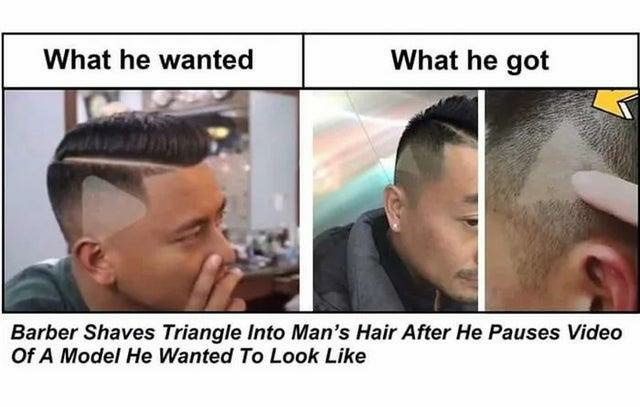 What he wanted
What he got
Barber Shaves Triangle Into Man's Hair After He Pauses Video
Of A Model He Wanted To Look Like